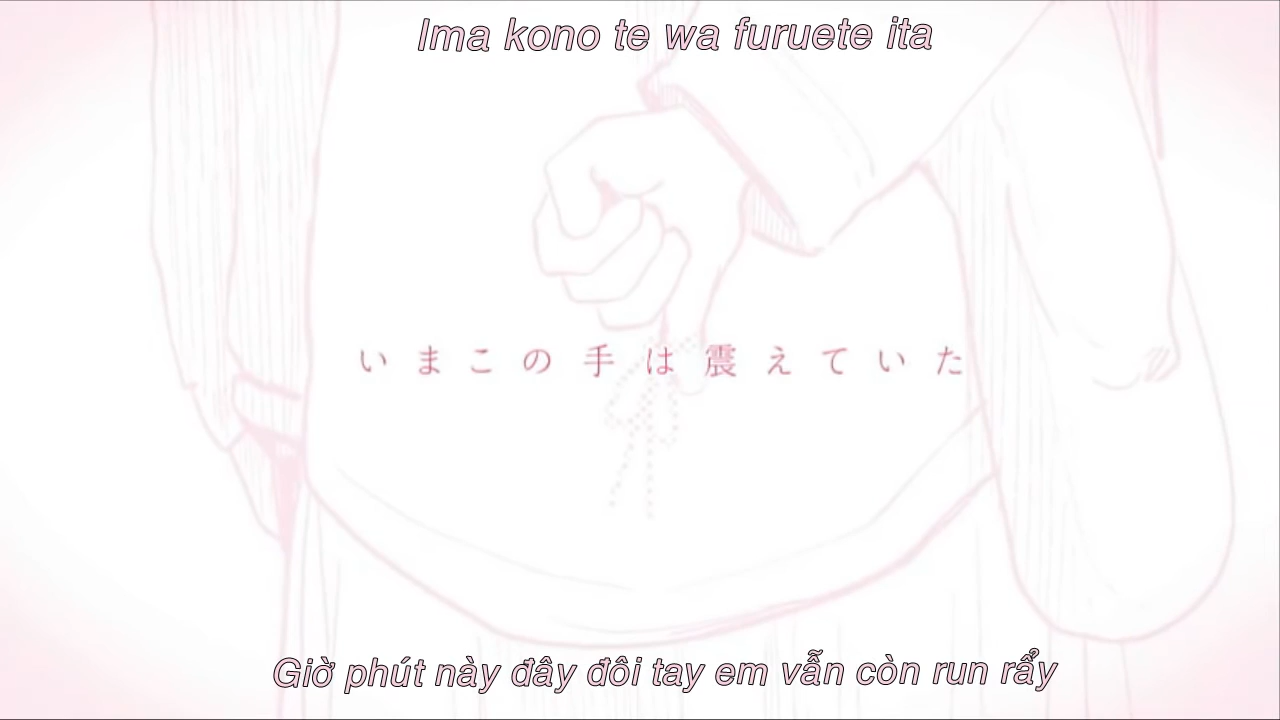 Ima kono te wa furuete ita
いまこの手は震えていた
Giờ phút này đây đôi tay em vẫn còn run rẩy